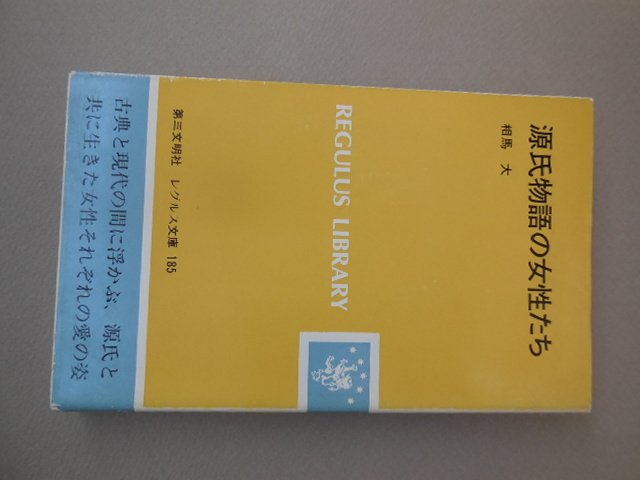 源氏物語の女性たち
相馬 大
REGULUS LIBRARY
第三文明社 レグルス文庫 185
古典と現代の間に浮かぶ、源氏と
共に生きた女性それぞれの愛の姿